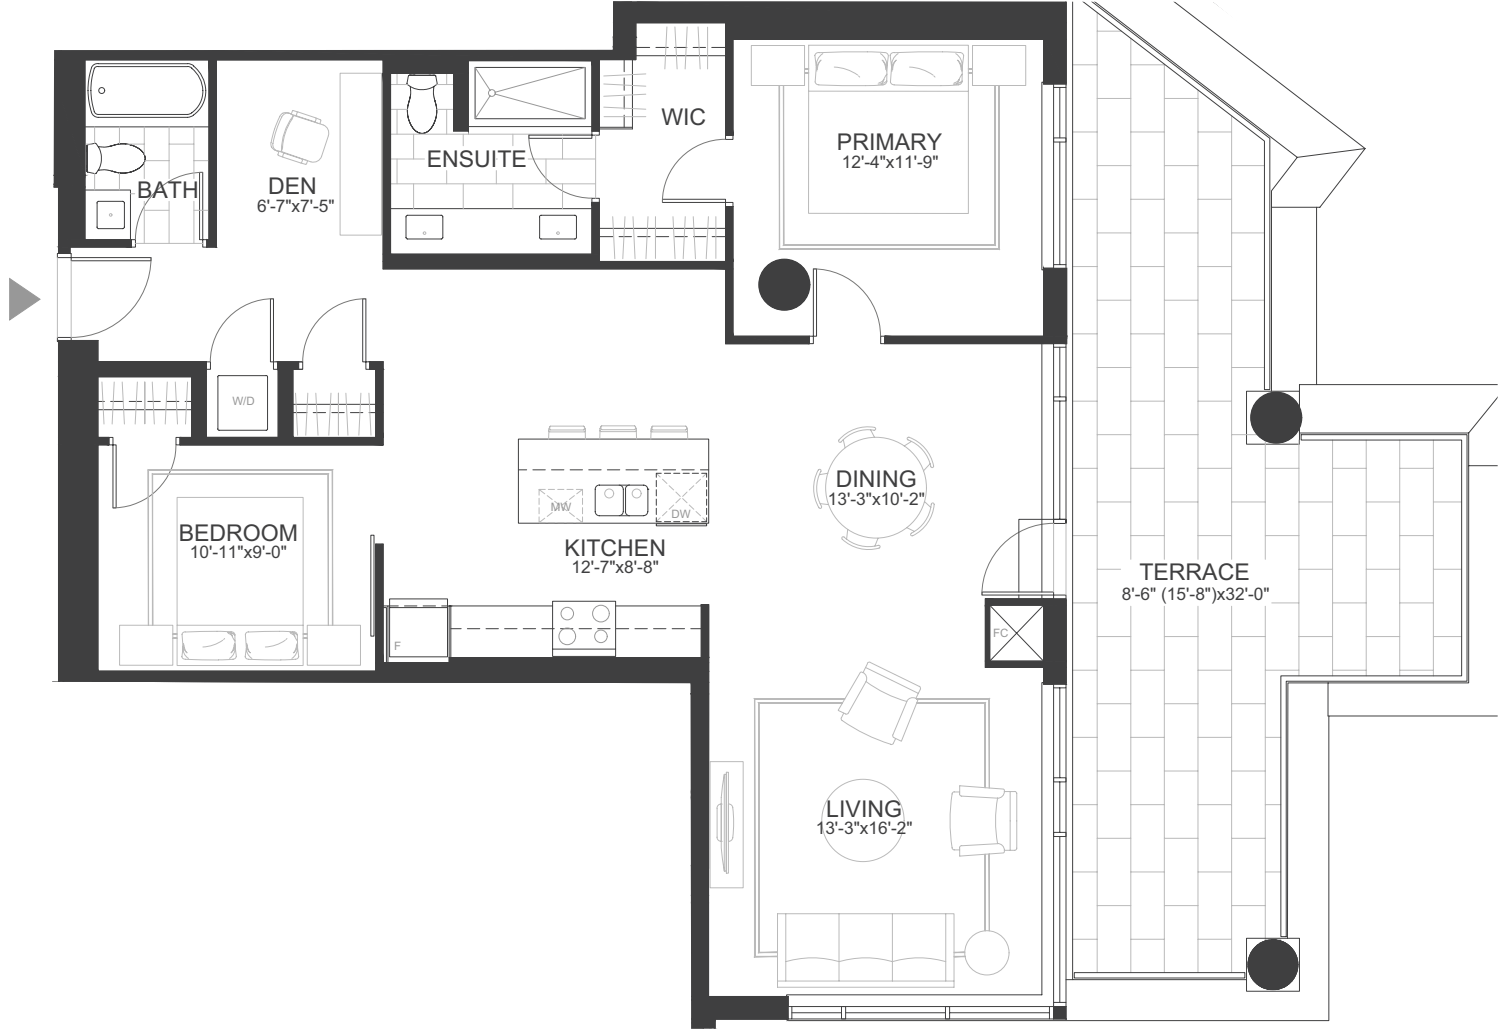 WIC
PRIMARY
12'-4"x11'-9"
ENSUITE
BATH
DEN
6'-7"x7'-5"
W/D
BEDROOM
10'-11"x9'-0"
MW
DW
KITCHEN
12'-7"x8'-8"
F
DINING
13'-3"x10'-2"
FC
TERRACE
8'-6" (15'-8")x32'-0"
LIVING
13'-3"x16'-2"